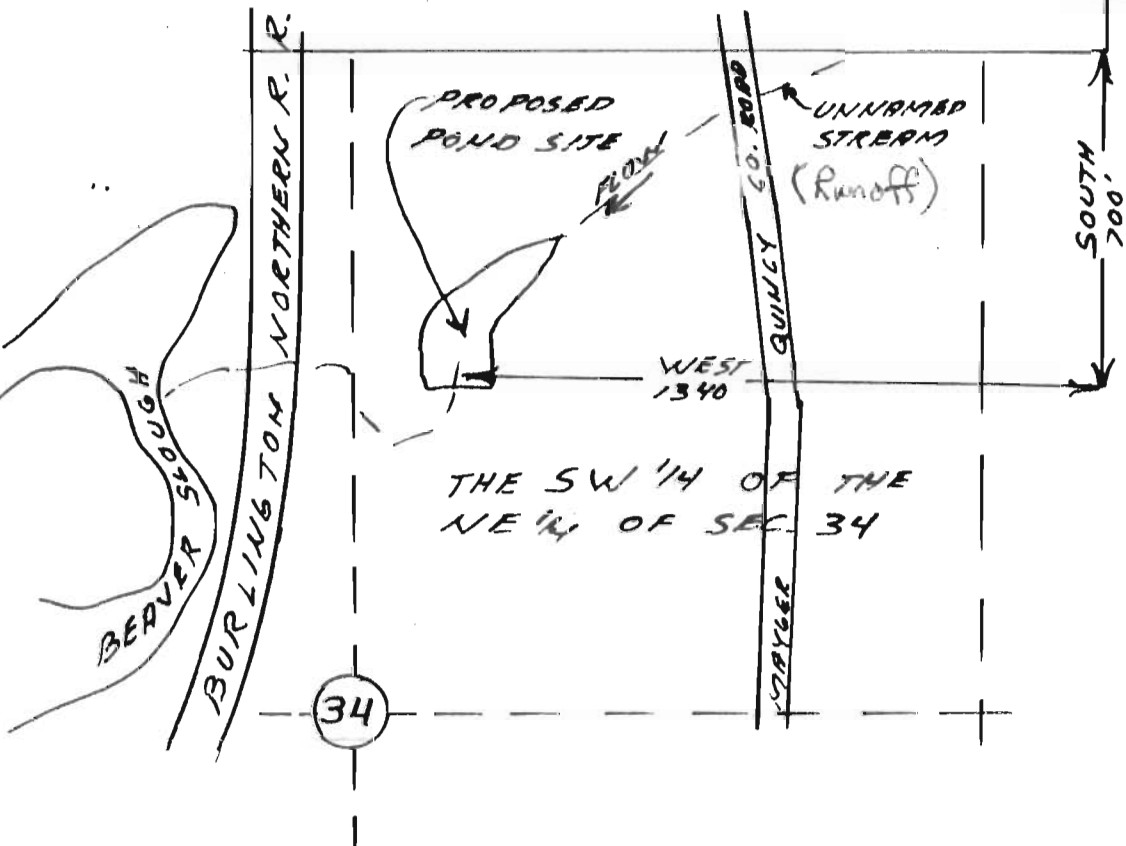 PROPOSED
POND SITE
FLOW
UNNAMED
STREAM
(Runoff)
SOUTH
700'
WEST
1340
THE SW 1/4 OF THE
NE 1/4 OF SEC. 34
MAYGER QUINCY CO. ROAD
BURLINGTON NORTHERN R. R.
BEAVER SLOUGH
34